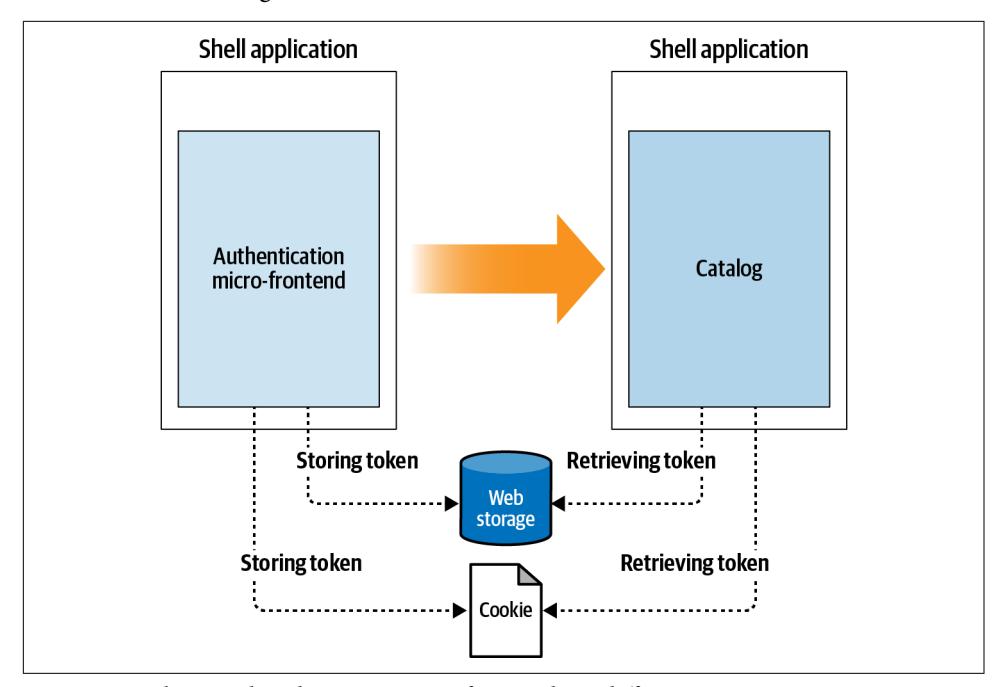 Shell application
Shell application
Authentication
micro-frontend
Catalog
Storing token
Retrieving token
Web
storage
Storing token
Retrieving token
Cookie